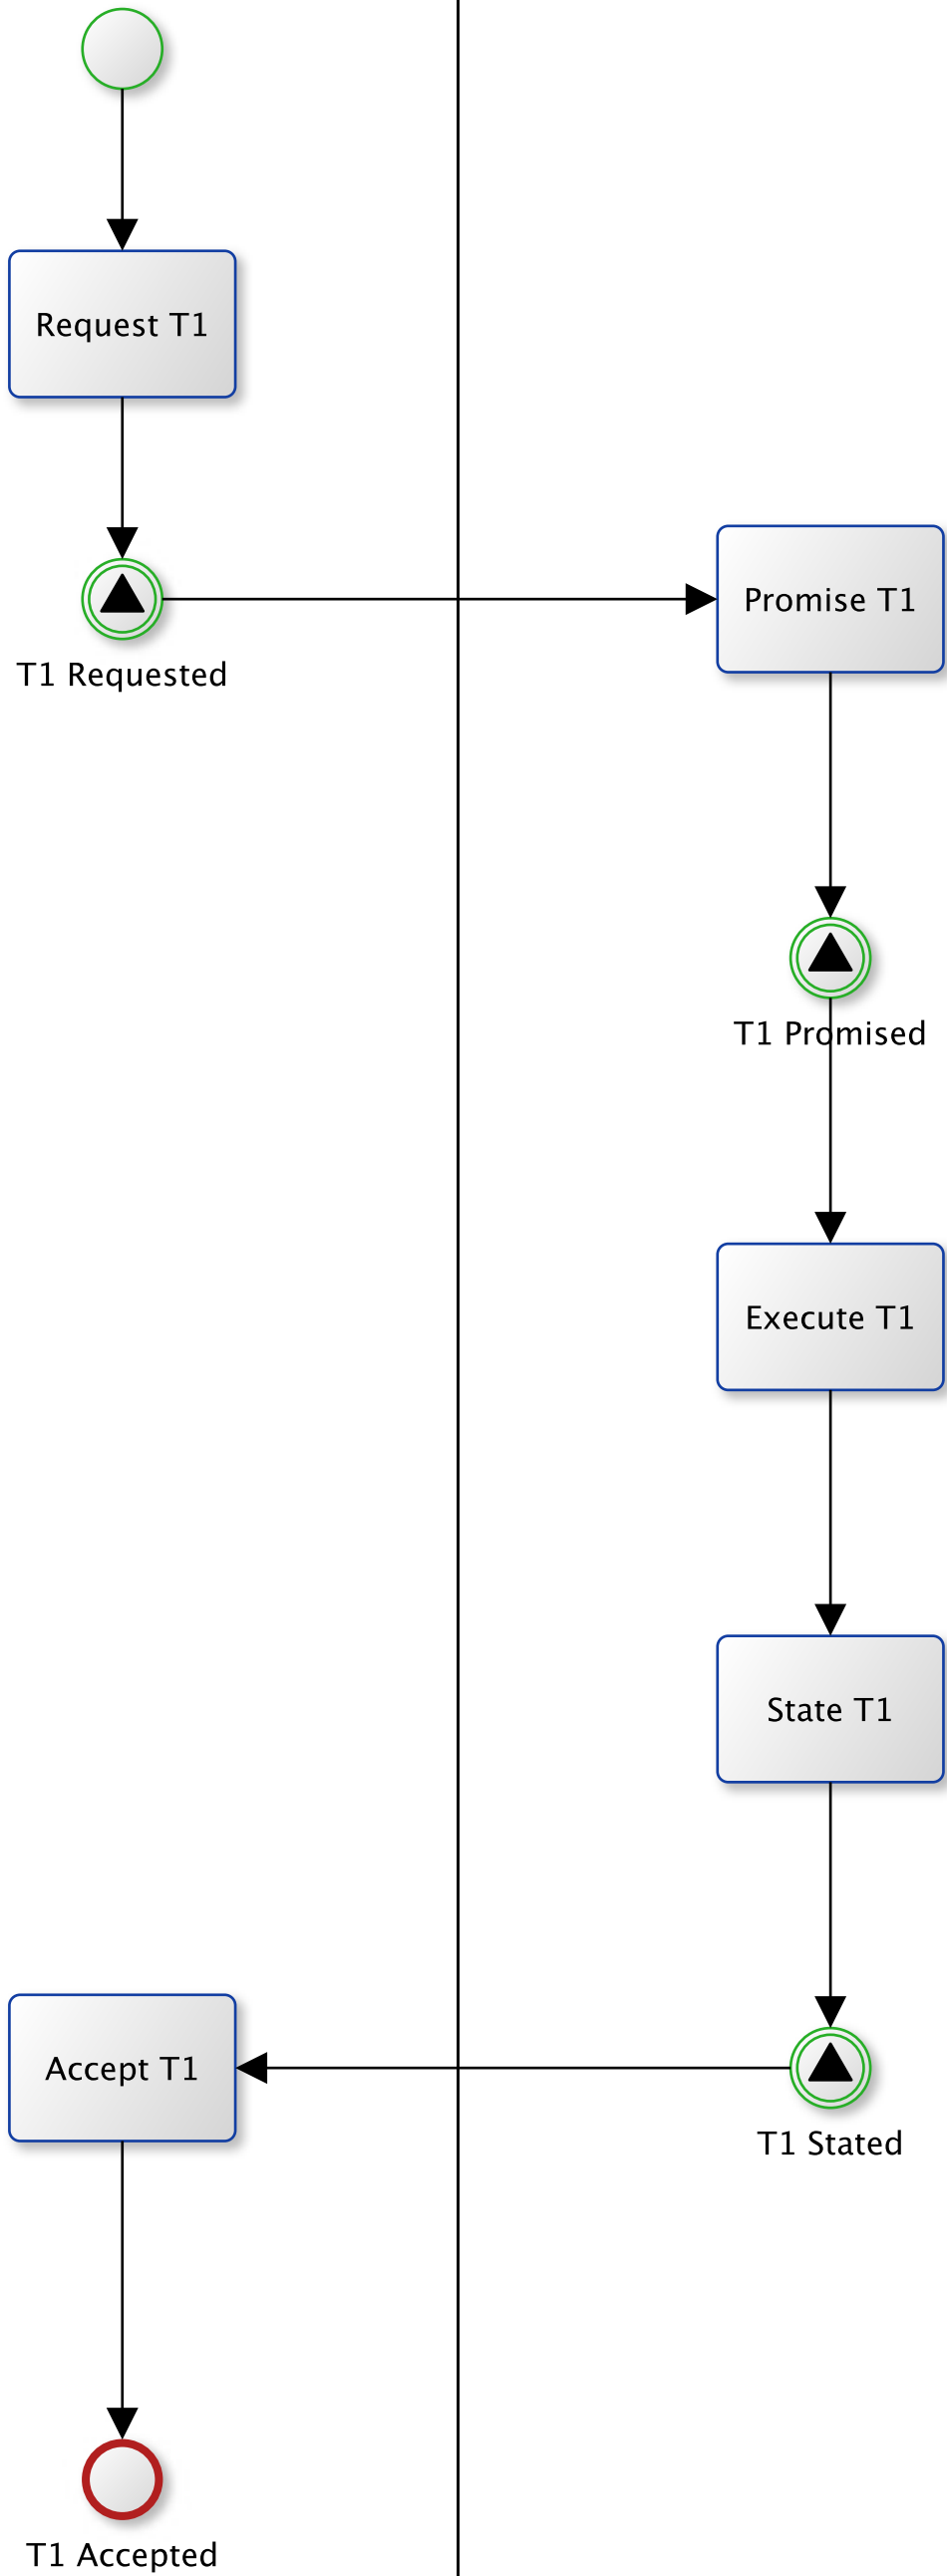 Request T1
T1 Requested
Promise T1
T1 Promised
Execute T1
State T1
T1 Stated
Accept T1
T1 Accepted